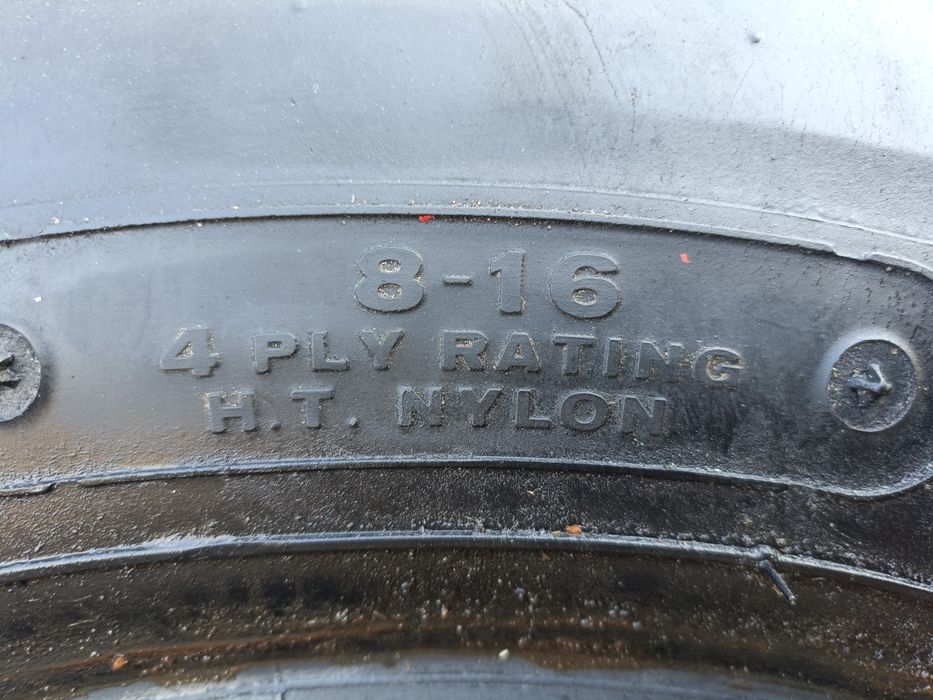 8-16
4 PLY RATING
H.T. NYLON